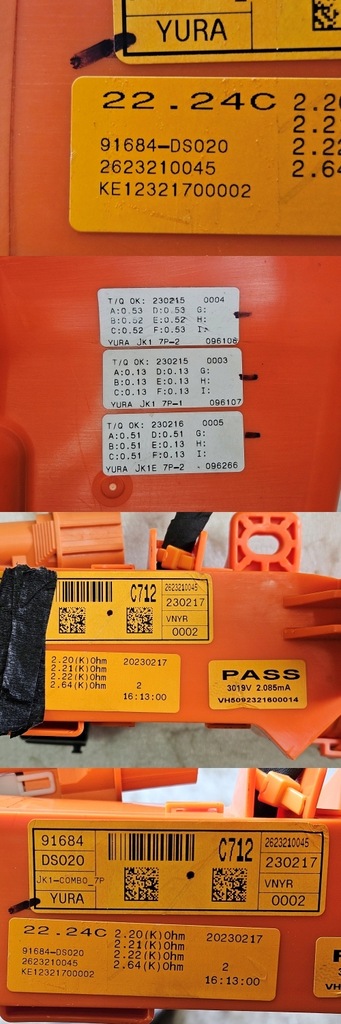 YURA
22.24C 2.20
2.2
91684-DS020 2.22
2623210045 2.64
KE12321700002
T/Q OK: 230215 0004
A:0.53 D:0.53 G:
B:0.52 E:0.52 H:
C:0.52 F:0.53 I:
YURA JK1 7P-2 096106
T/Q OK: 230215 0003
A:0.13 D:0.13 G:
B:0.13 E:0.13 H:
C:0.13 F:0.13 I:
YURA JK1 7P-1 096107
T/Q OK: 230216 0005
A:0.51 D:0.51 G:
B:0.51 E:0.13 H:
C:0.51 F:0.13 I:
YURA JK1E 7P-2 096266
C712 2623210045
230217
VNYR
0002
2.20(K)Ohm 20230217
2.21(K)Ohm
2.22(K)Ohm
2.64(K)Ohm 2
16:13:00
PASS
3019V 2.085mA
VH5092321600014
91684 C712 2623210045
DS020 230217
JK1-COMBO_7P VNYR
YURA 0002
22.24C 2.20(K)Ohm 20230217
2.21(K)Ohm
91684-DS020 2.22(K)Ohm
2623210045 2.64(K)Ohm 2
KE12321700002 16:13:00
P
3
VH